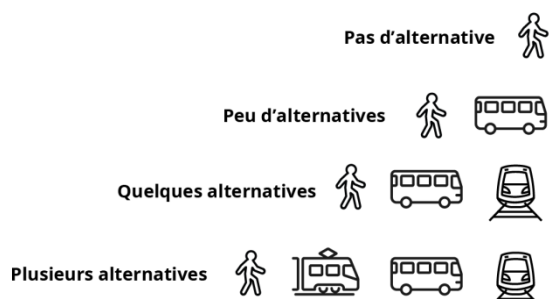 Pas d’alternative
Peu d’alternatives
Quelques alternatives
Plusieurs alternatives